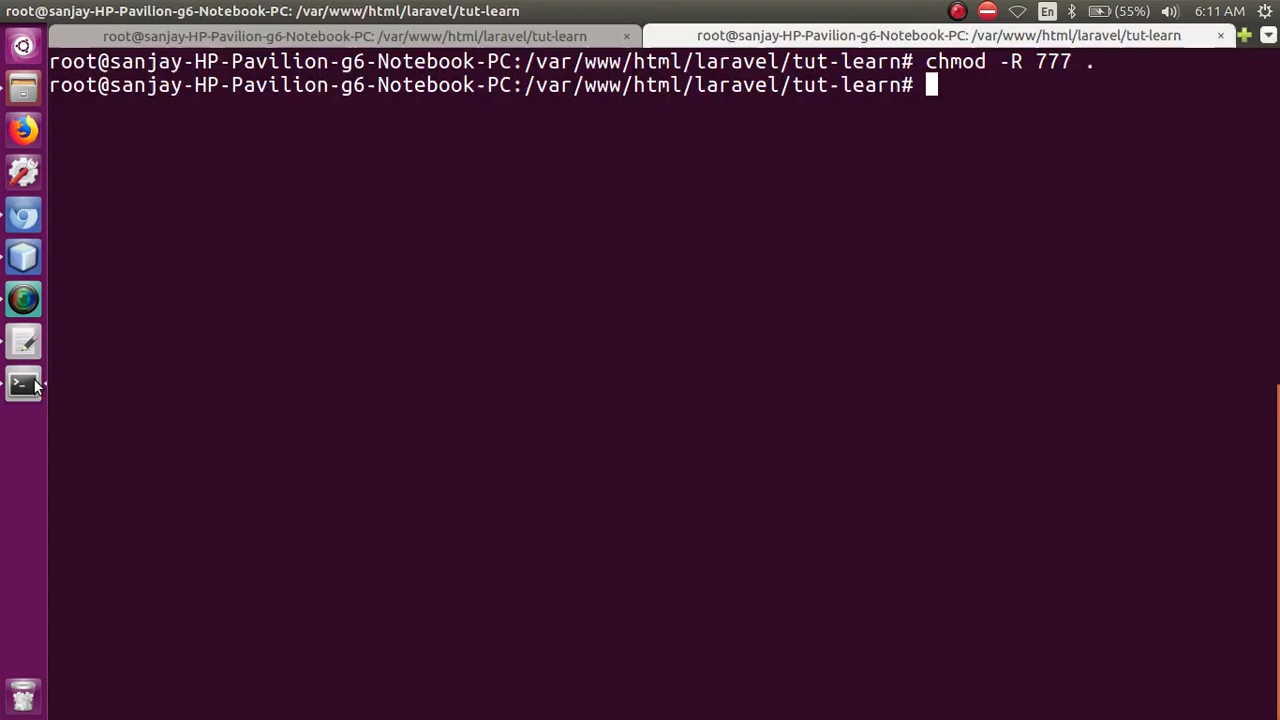 root@sanjay-HP-Pavilion-g6-Notebook-PC: /var/www/html/laravel/tut-learn
En
(55%)
6:11 AM
root@sanjay-HP-Pavilion-g6-Notebook-PC: /var/www/html/laravel/tut-learn ×
root@sanjay-HP-Pavilion-g6-Notebook-PC: /var/www/html/laravel/tut-learn ×
root@sanjay-HP-Pavilion-g6-Notebook-PC:/var/www/html/laravel/tut-learn# chmod -R 777 .
root@sanjay-HP-Pavilion-g6-Notebook-PC:/var/www/html/laravel/tut-learn#